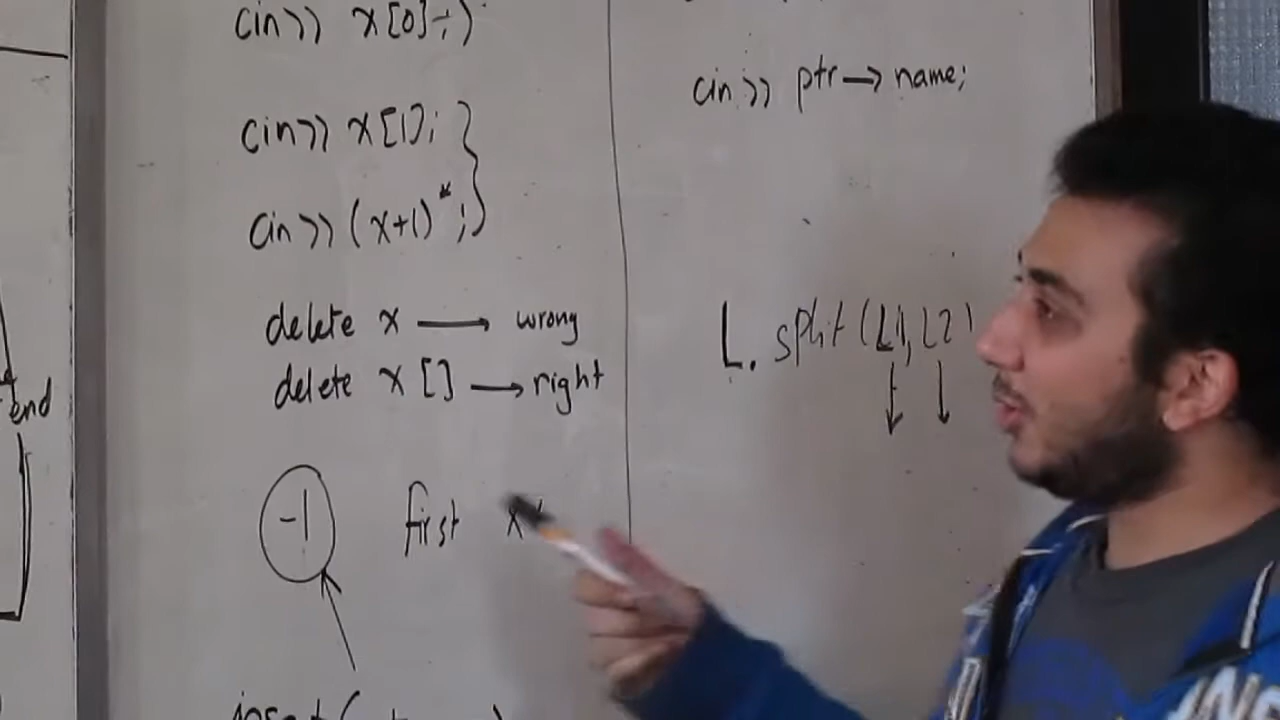 cin>> x[0];
cin>> x[1];
cin>> (x+1)*;
delete x → wrong
delete x [] → right
-1 first
insert(
end
cin>> ptr→name;
L. split(L1, L2)